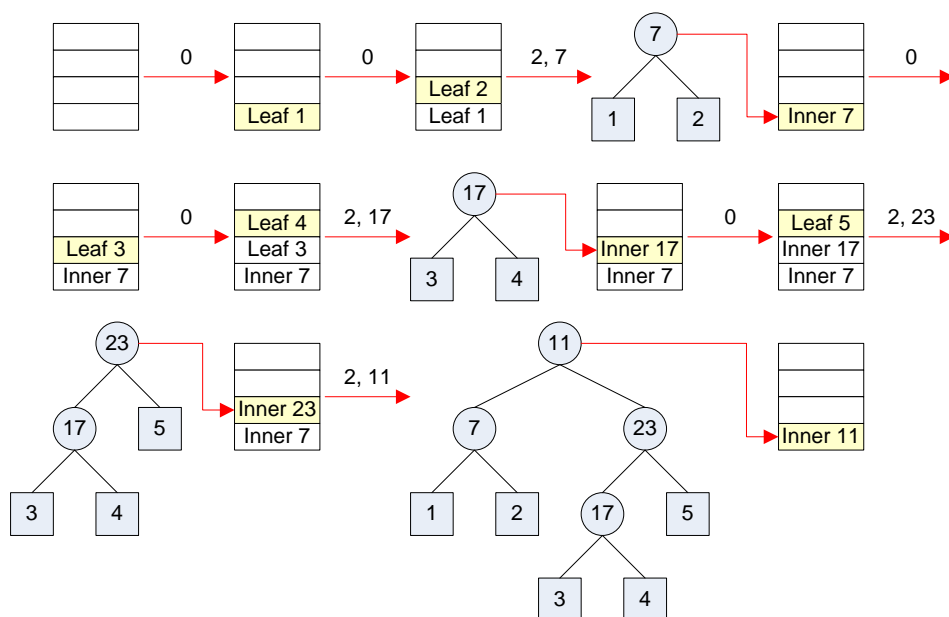 0
0
2, 7
7
0
Leaf 2
Leaf 1
Leaf 1
1
2
Inner 7
0
2, 17
17
0
2, 23
Leaf 4
Leaf 5
Leaf 3
Leaf 3
Inner 17
Inner 17
Inner 7
Inner 7
3
4
Inner 7
Inner 7
23
11
2, 11
Inner 23
17
5
7
23
Inner 7
Inner 11
3
4
1
2
17
5
3
4